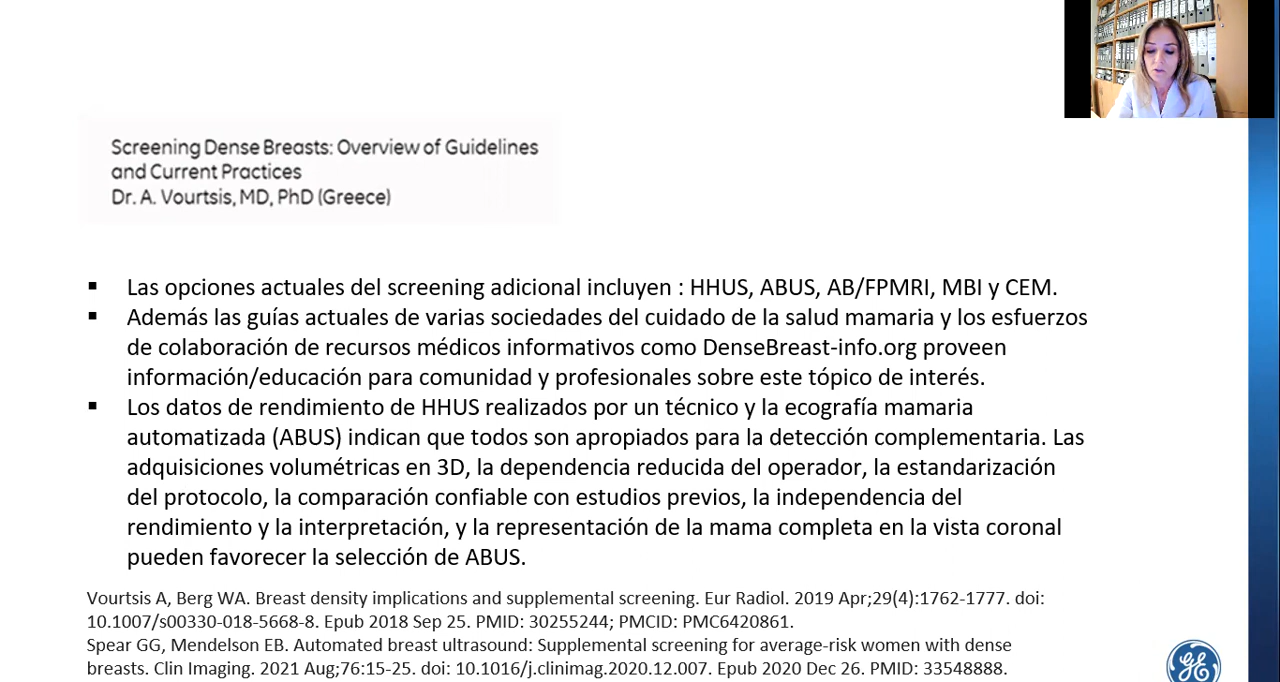 Screening Dense Breasts: Overview of Guidelines
and Current Practices
Dr. A. Vourtsis, MD, PhD (Greece)
▪ Las opciones actuales del screening adicional incluyen : HHUS, ABUS, AB/FPMRI, MBI y CEM.
▪ Además las guías actuales de varias sociedades del cuidado de la salud mamaria y los esfuerzos
de colaboración de recursos médicos informativos como DenseBreast-info.org proveen
información/educación para comunidad y profesionales sobre este tópico de interés.
▪ Los datos de rendimiento de HHUS realizados por un técnico y la ecografía mamaria
automatizada (ABUS) indican que todos son apropiados para la detección complementaria. Las
adquisiciones volumétricas en 3D, la dependencia reducida del operador, la estandarización
del protocolo, la comparación confiable con estudios previos, la independencia del
rendimiento y la interpretación, y la representación de la mama completa en la vista coronal
pueden favorecer la selección de ABUS.
Vourtsis A, Berg WA. Breast density implications and supplemental screening. Eur Radiol. 2019 Apr;29(4):1762-1777. doi:
10.1007/s00330-018-5668-8. Epub 2018 Sep 25. PMID: 30255244; PMCID: PMC6420861.
Spear GG, Mendelson EB. Automated breast ultrasound: Supplemental screening for average-risk women with dense
breasts. Clin Imaging. 2021 Aug;76:15-25. doi: 10.1016/j.clinimag.2020.12.007. Epub 2020 Dec 26. PMID: 33548888.
GE